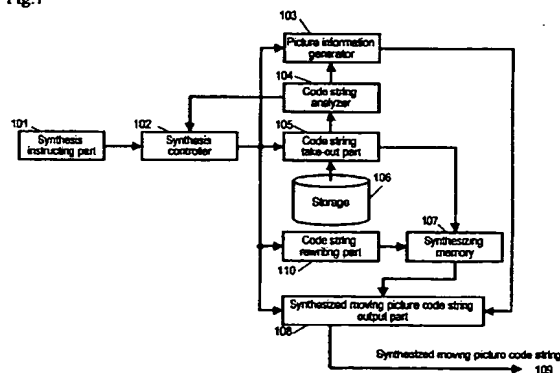 Fig.7
103
Picture information
generator
104
Code string
analyzer
101
Synthesis
instructing part
102
Synthesis
controller
105
Code string
take-out part
106
Storage
107
Synthesizing
memory
Code string
rewriting part
110
Synthesized moving picture code string
output part
108
Synthesized moving picture code string
109